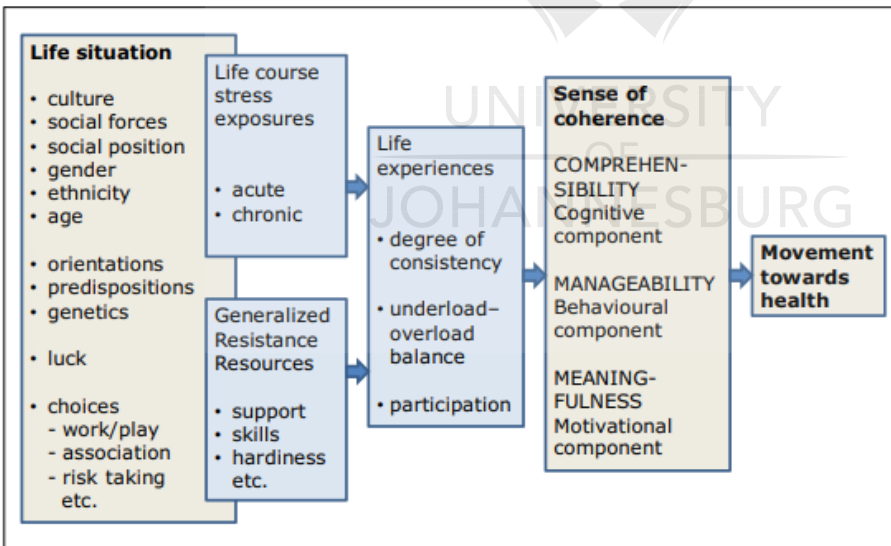 Life situation
• culture
• social forces
• social position
• gender
• ethnicity
• age
• orientations
• predispositions
• genetics
• luck
• choices
- work/play
- association
- risk taking
etc.
Life course
stress
exposures
• acute
• chronic
Generalized
Resistance
Resources
• support
• skills
• hardiness
etc.
Life
experiences
• degree of
consistency
• underload–
overload
balance
• participation
Sense of
coherence
COMPREHEN-
SIBILITY
Cognitive
component
MANAGEABILITY
Behavioural
component
MEANING-
FULNESS
Motivational
component
Movement
towards
health
UNIVERSITY
OF
JOHANNESBURG